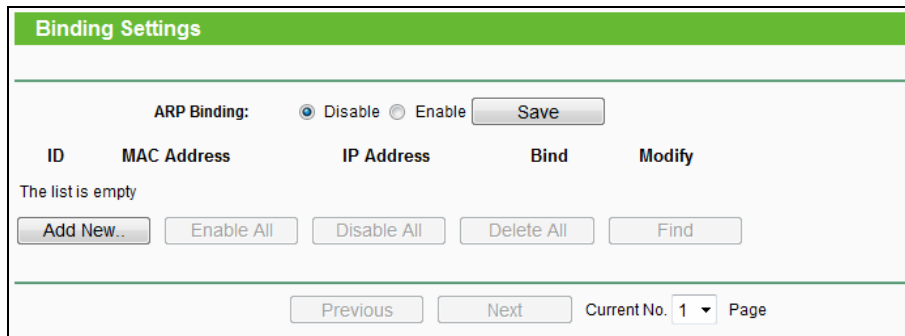 Binding Settings
ARP Binding: Disable Enable Save
ID MAC Address IP Address Bind Modify
The list is empty
Add New.. Enable All Disable All Delete All Find
Previous Next Current No. 1 Page